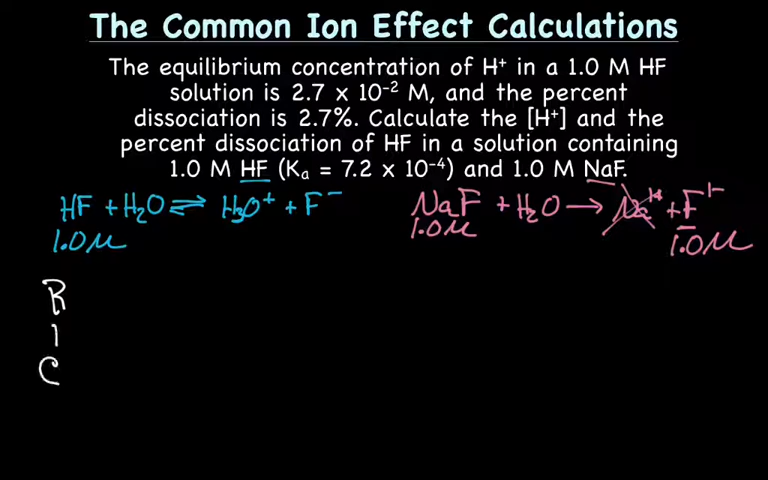 The Common Ion Effect Calculations
The equilibrium concentration of H⁺ in a 1.0 M HF
solution is 2.7 x 10⁻² M, and the percent
dissociation is 2.7%. Calculate the [H⁺] and the
percent dissociation of HF in a solution containing
1.0 M HF (Kₐ = 7.2 x 10⁻⁴) and 1.0 M NaF.
HF + H₂O ⇌ H₃O⁺ + F⁻ NaF + H₂O → Na¹⁺ + F¹⁻
1.0M 1.0M 1.0M
R
I
C